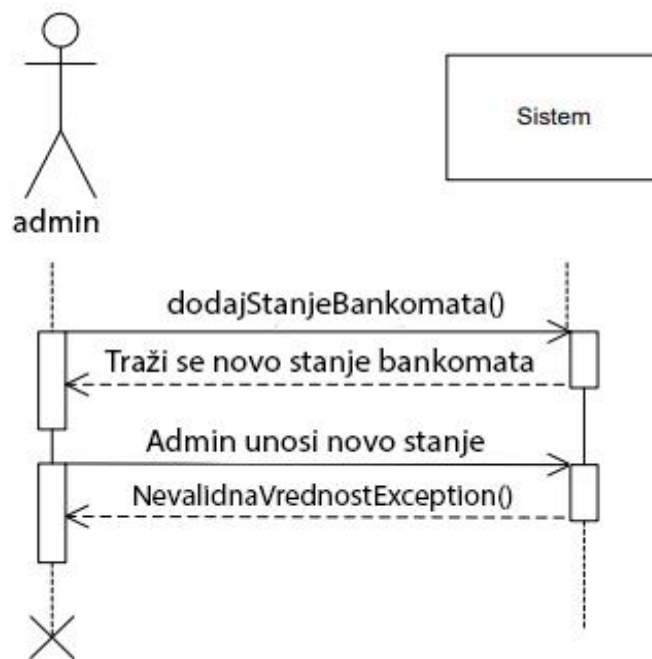 Sistem
admin
dodajStanjeBankomata()
Traži se novo stanje bankomata
Admin unosi novo stanje
NevalidnaVrednostException()